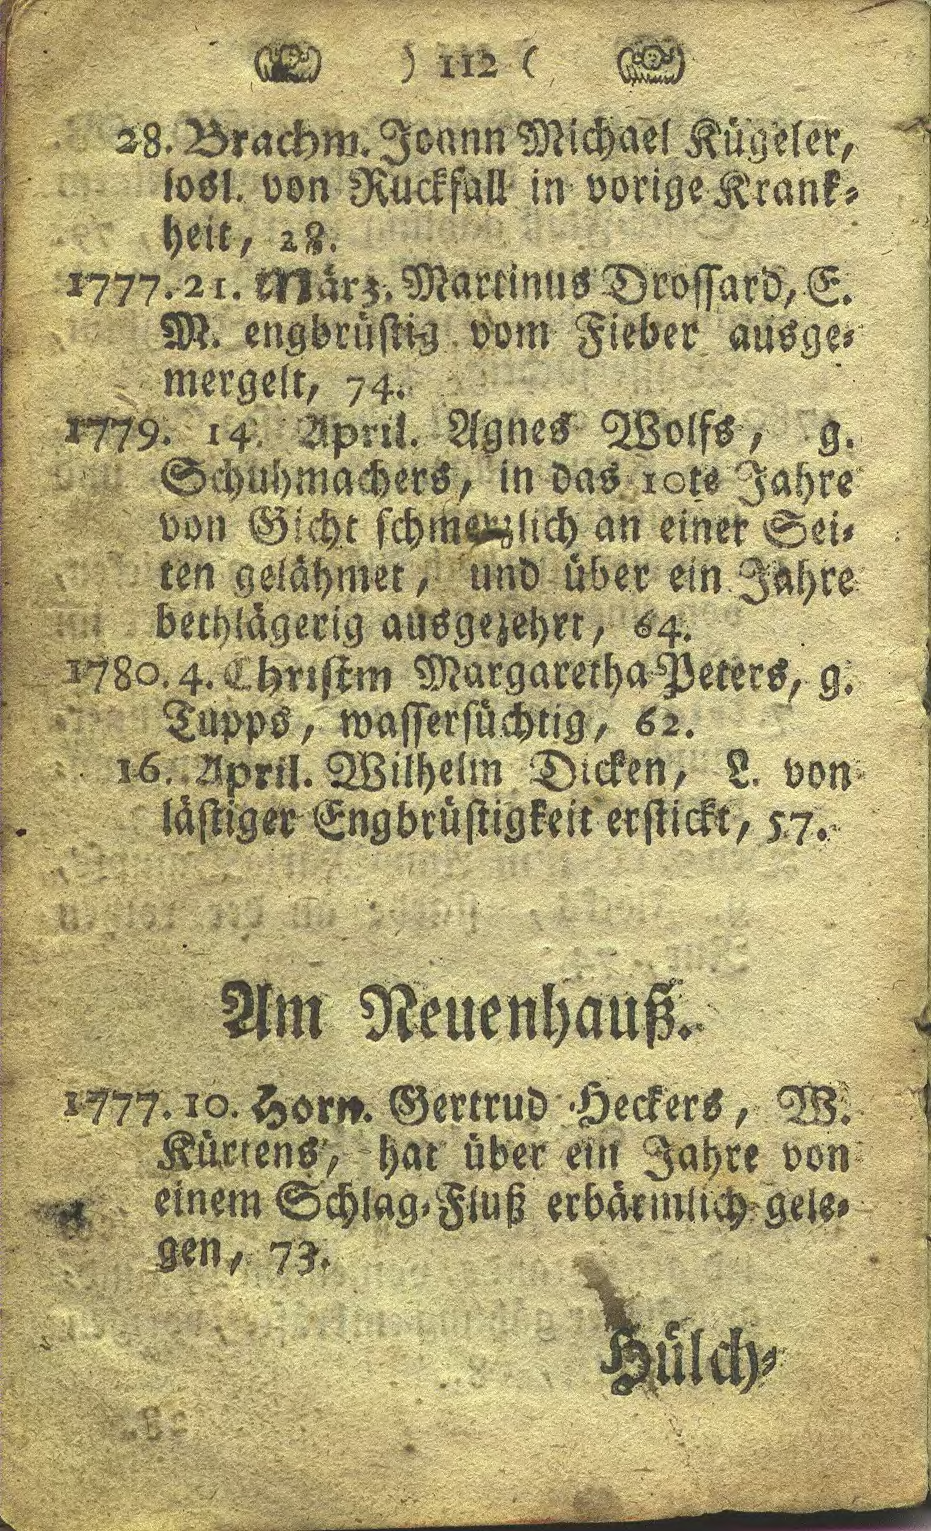 ) 112 (
28. Brachm. Joann Michael Kügeler,
losl. von Ruckfall in vorige Krank-
heit, 28.
1777. 21. März. Martinus Drossard, E.
M. engbrüstig vom Fieber ausge-
mergelt, 74.
1779. 14. April. Agnes Wolfs, g.
Schuhmachers, in das 10te Jahre
von Gicht schmerzlich an einer Sei-
ten gelähmet, und über ein Jahre
bethlägerig ausgezehrt, 64.
1780. 4. Christm Margaretha Peters, g.
Tupps, wassersüchtig, 62.
16. April. Wilhelm Dicken, L. von
lästiger Engbrüstigkeit erstickt, 57.
Am Neuenhauß.
1777. 10. Horn. Gertrud Heckers, W.
Kürtens, hat über ein Jahre von
einem Schlag-Fluß erbärmlich gele-
gen, 73.
Hülch-